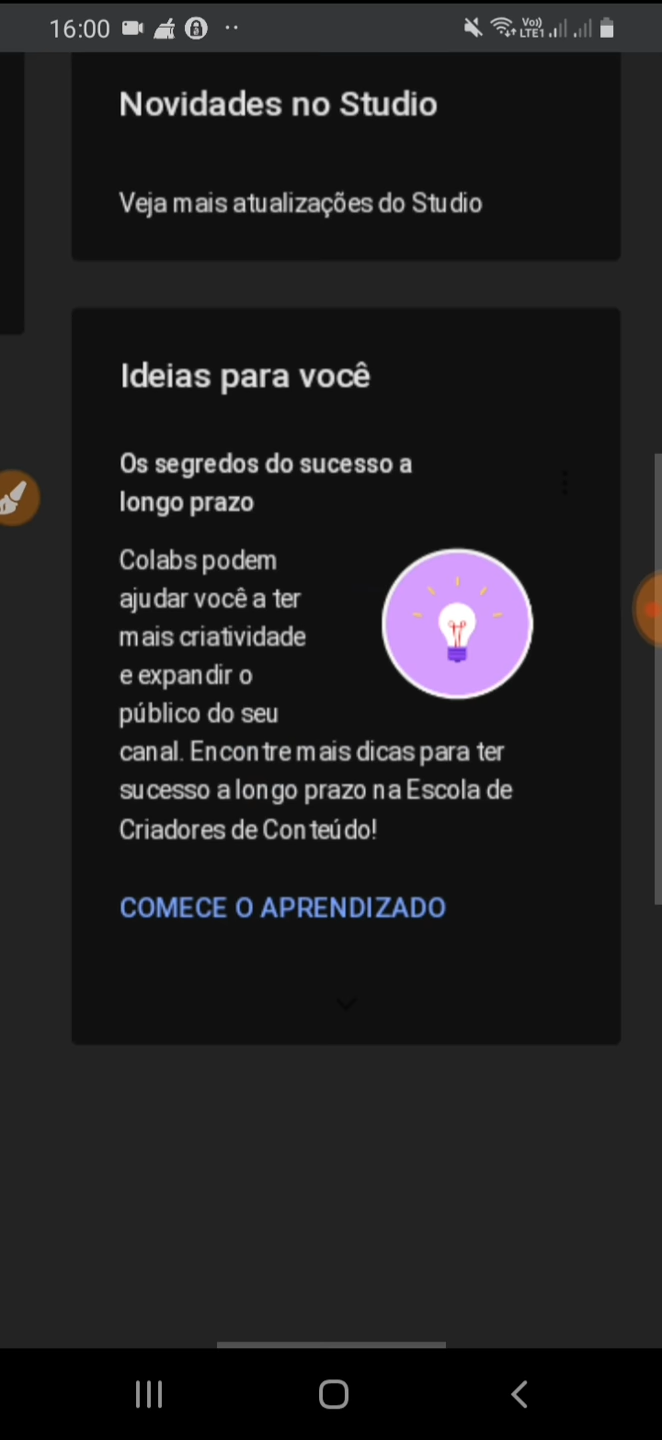 16:00
Vo)) LTE1
Novidades no Studio
Veja mais atualizações do Studio
Ideias para você
Os segredos do sucesso a
longo prazo
Colabs podem
ajudar você a ter
mais criatividade
e expandir o
público do seu
canal. Encontre mais dicas para ter
sucesso a longo prazo na Escola de
Criadores de Conteúdo!
COMECE O APRENDIZADO